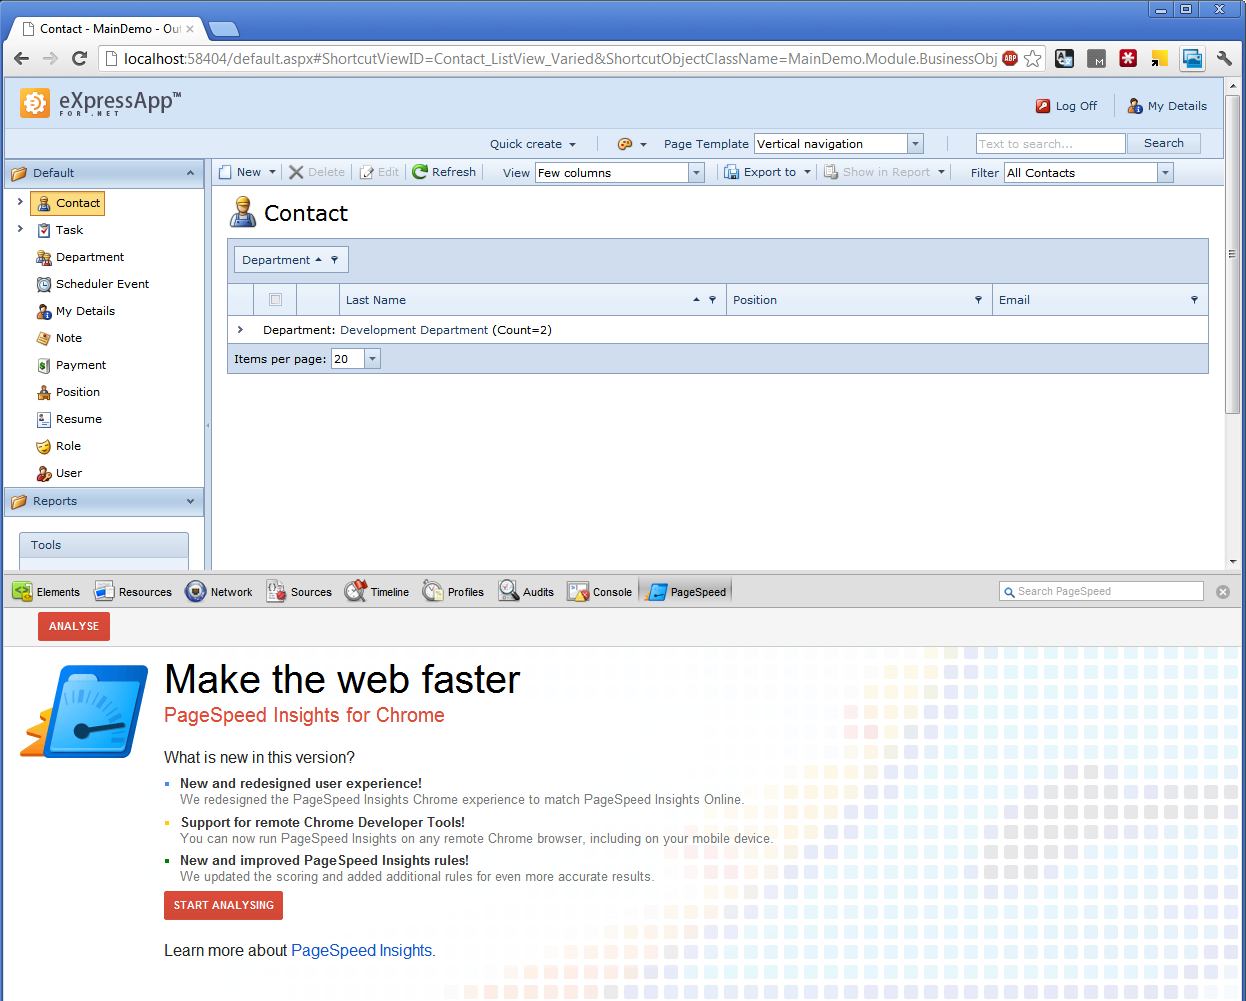 Contact - MainDemo - Out
localhost:58404/default.aspx#ShortcutViewID=Contact_ListView_Varied&ShortcutObjectClassName=MainDemo.Module.BusinessObj ABP M
eXpressApp™
FOR .NET
Log Off My Details
Quick create Page Template Vertical navigation Text to search... Search
Default
New Delete Edit Refresh View Few columns Export to Show in Report Filter All Contacts
Contact
Task
Department
Scheduler Event
My Details
Note
Payment
Position
Resume
Role
User
Reports
Tools
Contact
Department
Last Name Position Email
Department: Development Department (Count=2)
Items per page: 20
Elements Resources Network Sources Timeline Profiles Audits Console PageSpeed Search PageSpeed
ANALYSE
Make the web faster
PageSpeed Insights for Chrome
What is new in this version?
New and redesigned user experience!
We redesigned the PageSpeed Insights Chrome experience to match PageSpeed Insights Online.
Support for remote Chrome Developer Tools!
You can now run PageSpeed Insights on any remote Chrome browser, including on your mobile device.
New and improved PageSpeed Insights rules!
We updated the scoring and added additional rules for even more accurate results.
START ANALYSING
Learn more about PageSpeed Insights.